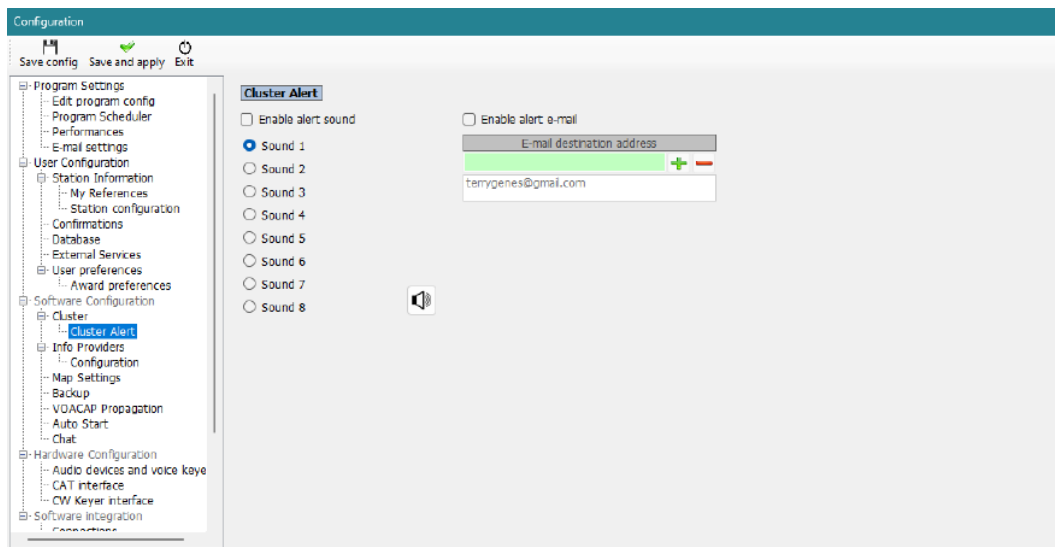 Configuration
Save config Save and apply Exit
Program Settings
Edit program config
Program Scheduler
Performances
E-mail settings
User Configuration
Station Information
My References
Station configuration
Confirmations
Database
External Services
User preferences
Award preferences
Software Configuration
Cluster
Cluster Alert
Info Providers
Configuration
Map Settings
Backup
VOACAP Propagation
Auto Start
Chat
Hardware Configuration
Audio devices and voice keye
CAT interface
CW Keyer interface
Software integration
Connections
Cluster Alert
Enable alert sound
Sound 1
Sound 2
Sound 3
Sound 4
Sound 5
Sound 6
Sound 7
Sound 8
Enable alert e-mail
E-mail destination address
terrygenes@gmail.com